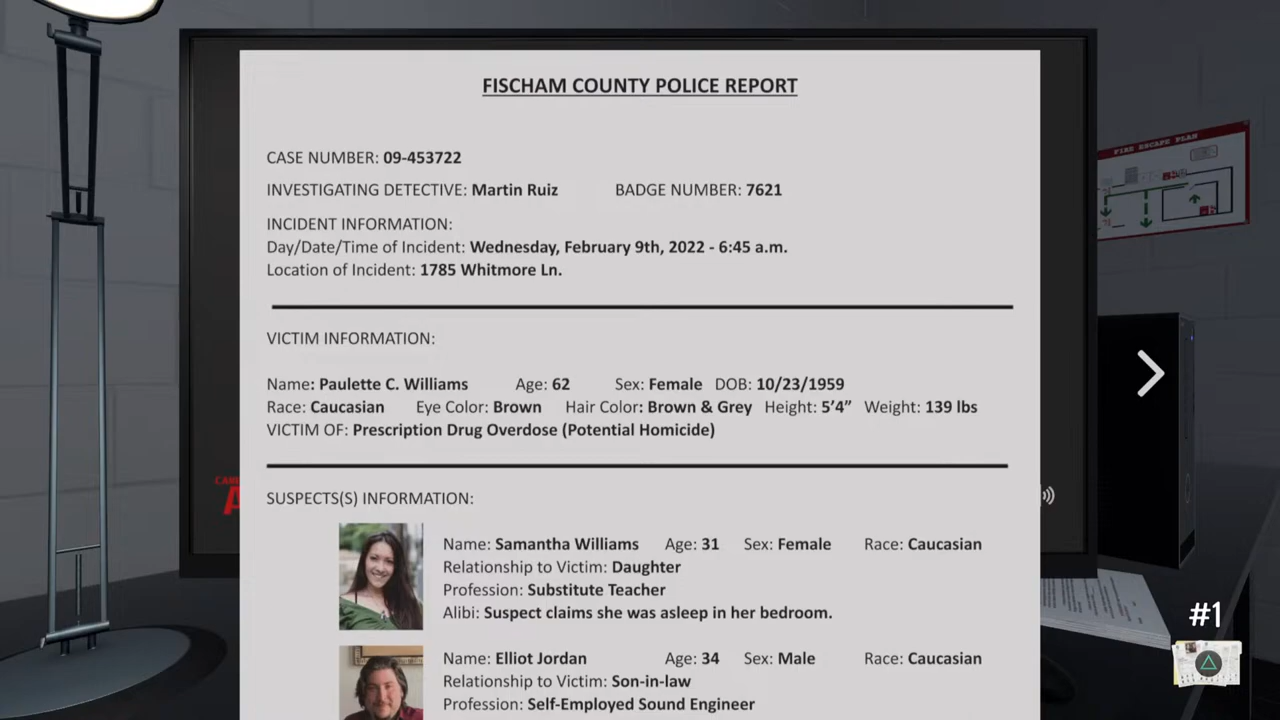 FISCHAM COUNTY POLICE REPORT
CASE NUMBER: 09-453722
INVESTIGATING DETECTIVE: Martin Ruiz BADGE NUMBER: 7621
INCIDENT INFORMATION:
Day/Date/Time of Incident: Wednesday, February 9th, 2022 - 6:45 a.m.
Location of Incident: 1785 Whitmore Ln.
FIRE ESCAPE PLAN
VICTIM INFORMATION:
Name: Paulette C. Williams Age: 62 Sex: Female DOB: 10/23/1959
Race: Caucasian Eye Color: Brown Hair Color: Brown & Grey Height: 5’4” Weight: 139 lbs
VICTIM OF: Prescription Drug Overdose (Potential Homicide)
SUSPECTS(S) INFORMATION:
Name: Samantha Williams Age: 31 Sex: Female Race: Caucasian
Relationship to Victim: Daughter
Profession: Substitute Teacher
Alibi: Suspect claims she was asleep in her bedroom.
Name: Elliot Jordan Age: 34 Sex: Male Race: Caucasian
Relationship to Victim: Son-in-law
Profession: Self-Employed Sound Engineer
#1